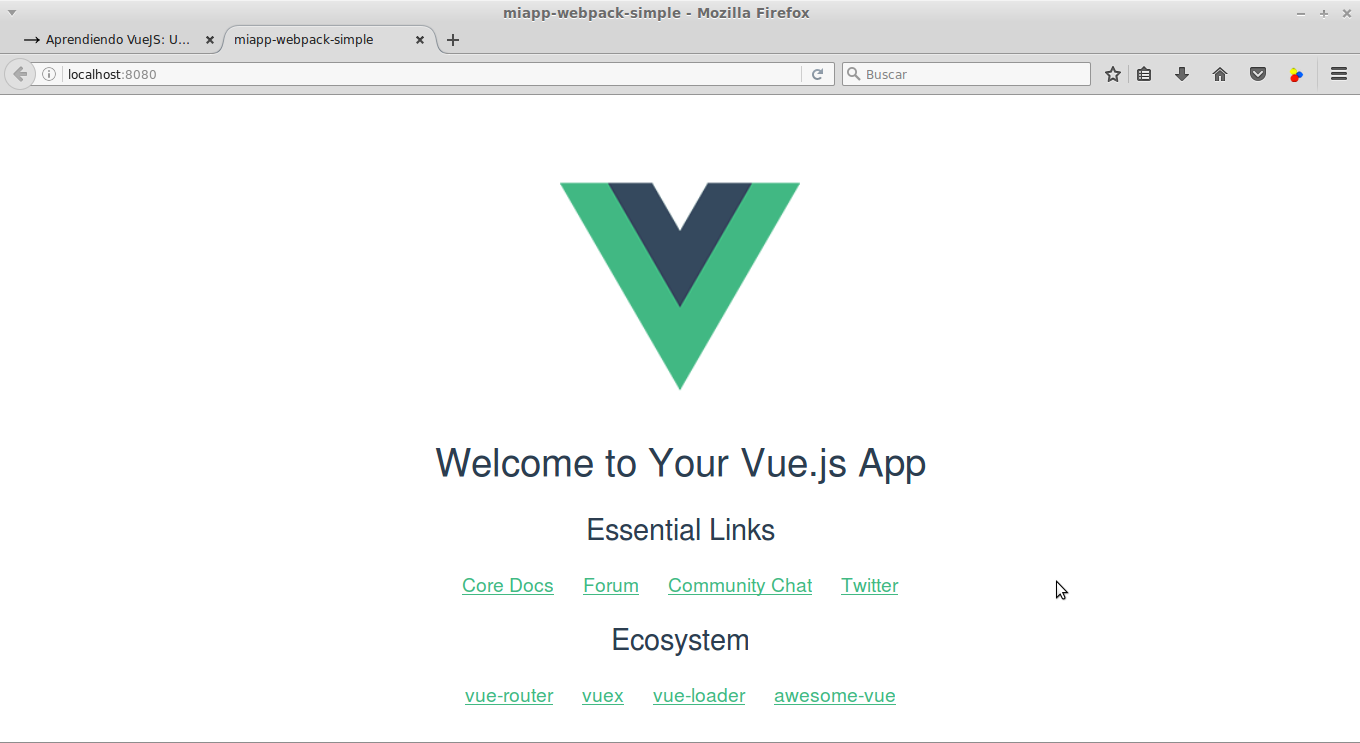 miapp-webpack-simple - Mozilla Firefox
Aprendiendo VueJS: U... miapp-webpack-simple
localhost:8080 Buscar
Welcome to Your Vue.js App
Essential Links
Core Docs Forum Community Chat Twitter
Ecosystem
vue-router vuex vue-loader awesome-vue